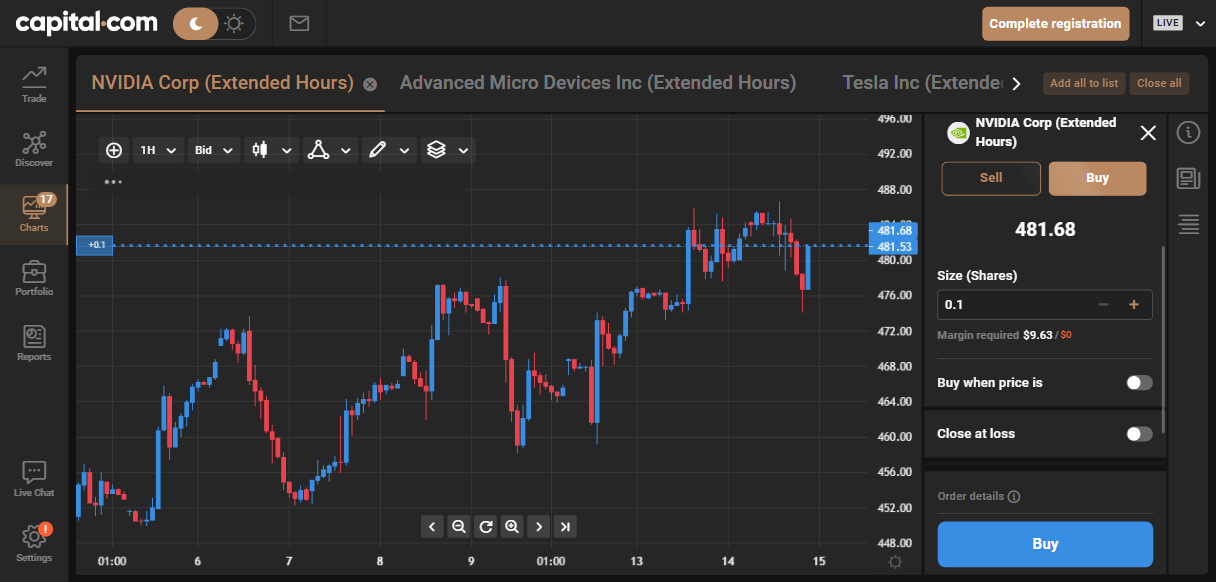 capital.com
Complete registration
LIVE
Trade
Discover
17
Charts
Portfolio
Reports
Live Chat
!
Settings
NVIDIA Corp (Extended Hours)
Advanced Micro Devices Inc (Extended Hours)
Tesla Inc (Extende
Add all to list
Close all
1H
Bid
+0.1
496.00
492.00
488.00
481.68
481.53
480.00
476.00
472.00
468.00
464.00
460.00
456.00
452.00
448.00
01:00
6
7
8
9
01:00
13
14
15
NVIDIA Corp (Extended
Hours)
Sell
Buy
481.68
Size (Shares)
0.1
Margin required $9.63 / $0
Buy when price is
Close at loss
Order details
Buy